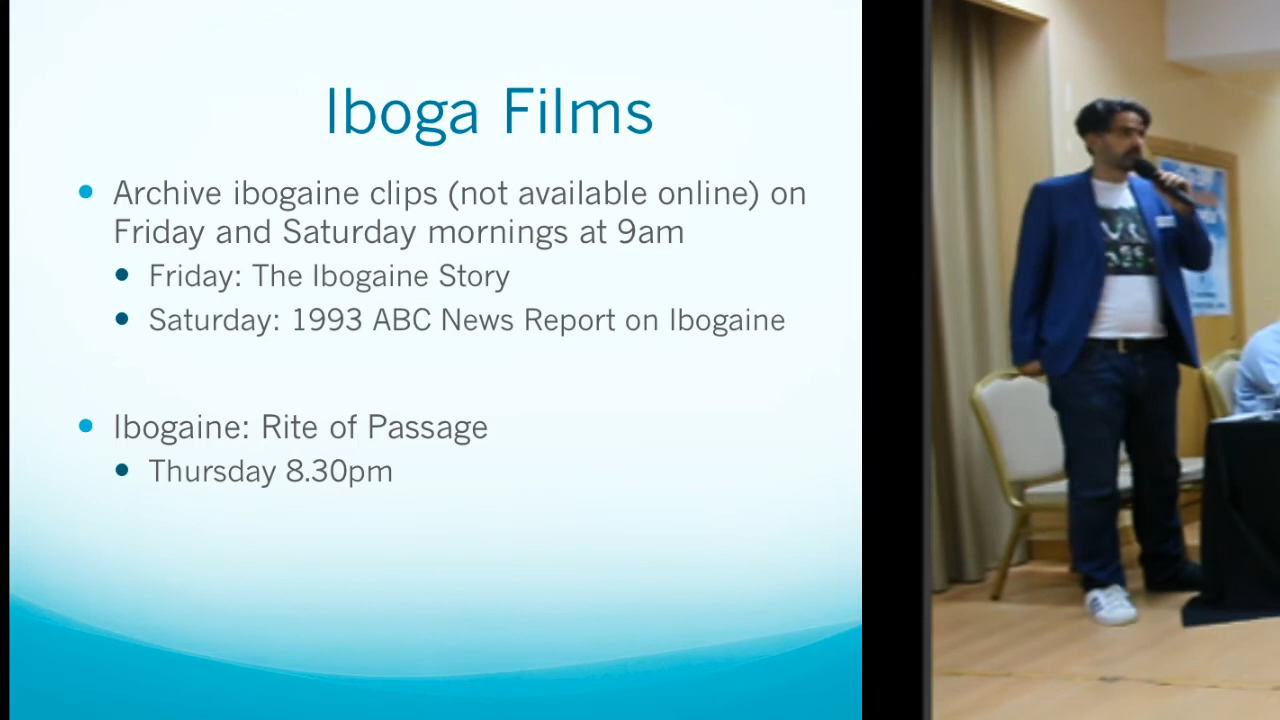 Iboga Films
Archive ibogaine clips (not available online) on
Friday and Saturday mornings at 9am
Friday: The Ibogaine Story
Saturday: 1993 ABC News Report on Ibogaine
Ibogaine: Rite of Passage
Thursday 8.30pm